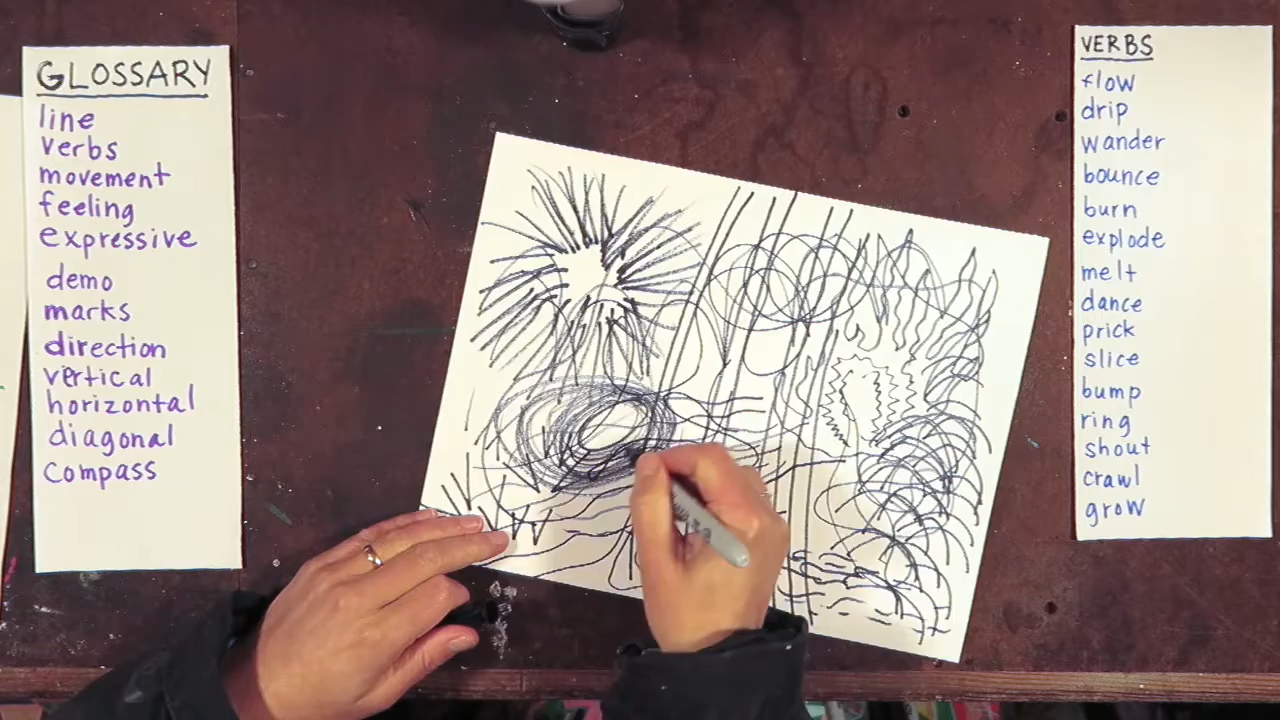 GLOSSARY
line
verbs
movement
feeling
expressive
demo
marks
direction
vertical
horizontal
diagonal
compass
VERBS
flow
drip
wander
bounce
burn
explode
melt
dance
prick
slice
bump
ring
shout
crawl
grow